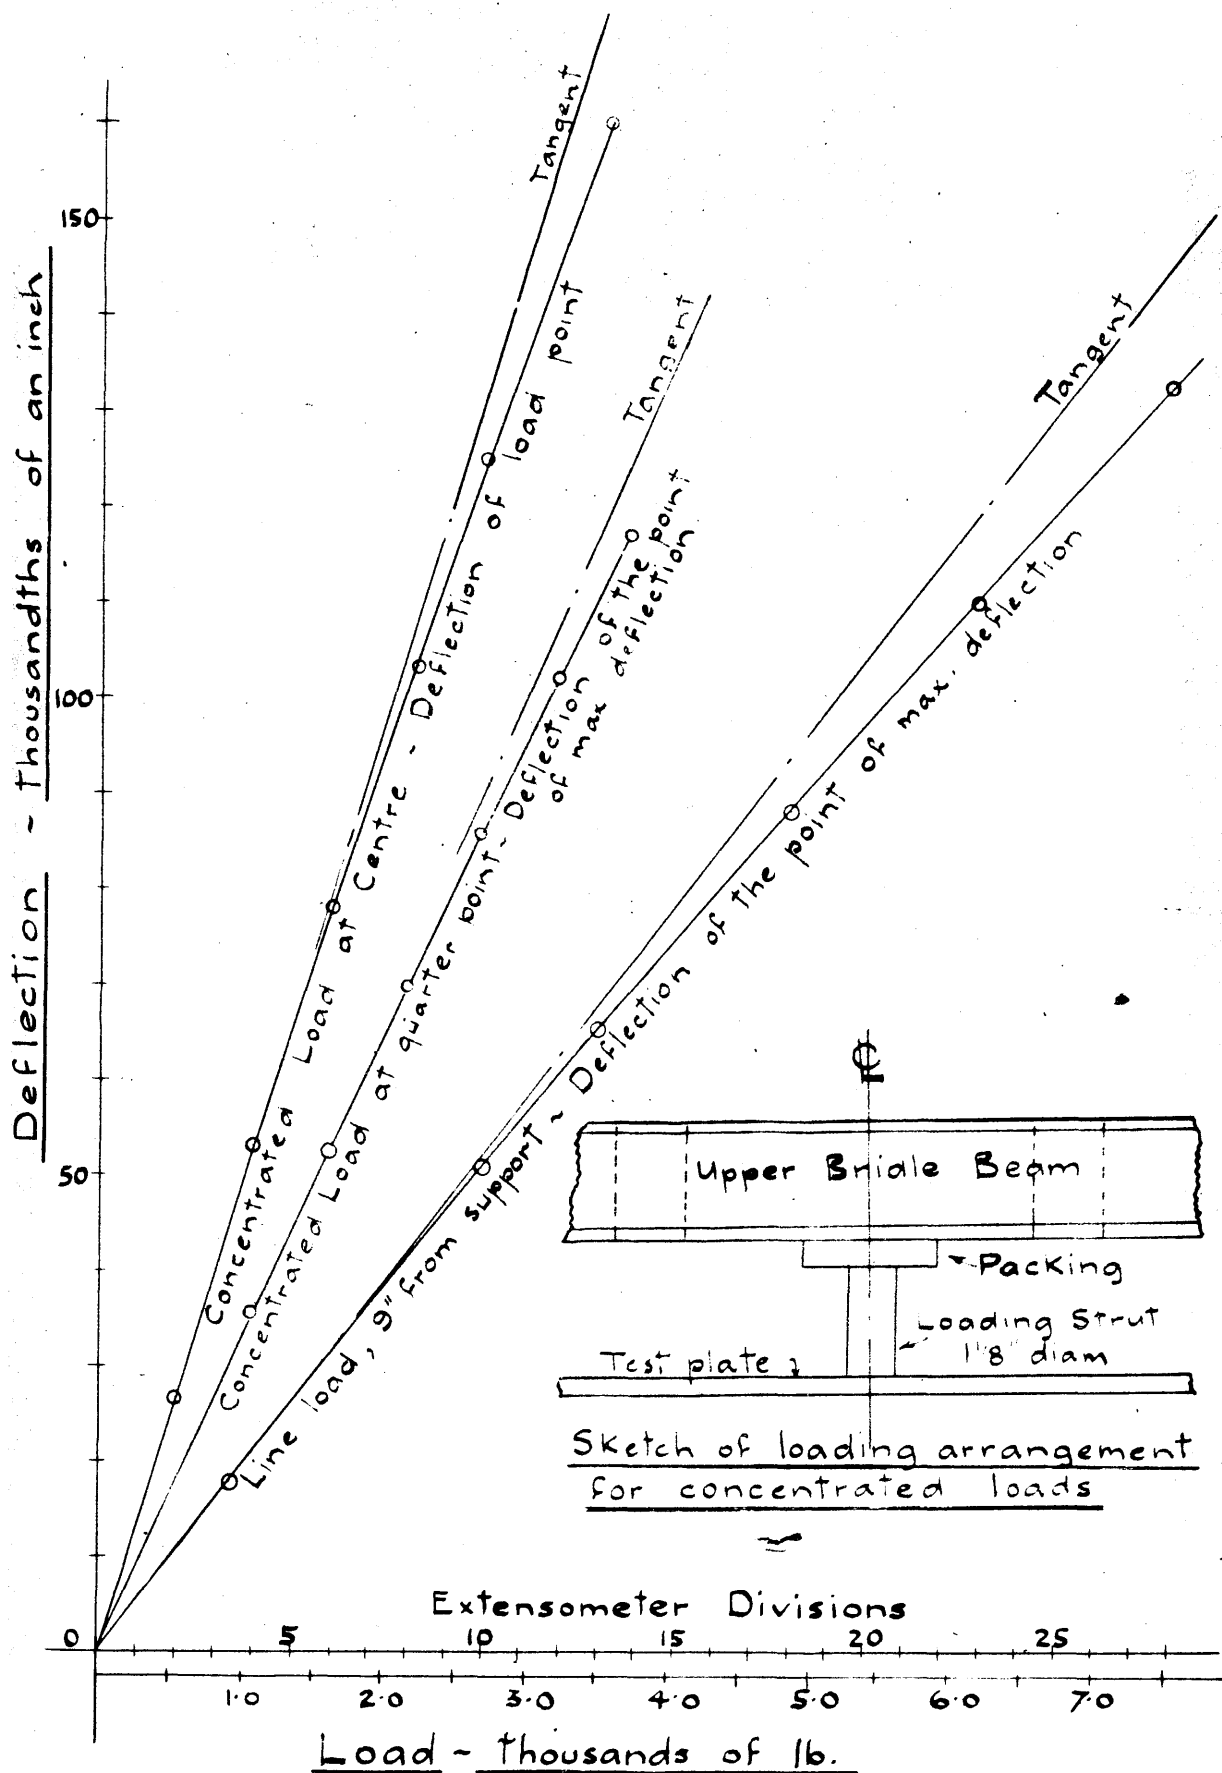 Deflection ~ thousandths of an inch
150
100
50
0
Tangent
Tangent
Tangent
Concentrated Load at Centre - Deflection of load point
Concentrated Load at quarter point - Deflection of the point
of max deflection
Line load, 9" from support ~ Deflection of the point of max. deflection
Upper Bridle Beam
Packing
Loading Strut
1"8 diam
Test plate
Sketch of loading arrangement
for concentrated loads
Extensometer Divisions
5 10 15 20 25
1.0 2.0 3.0 4.0 5.0 6.0 7.0
Load ~ thousands of lb.